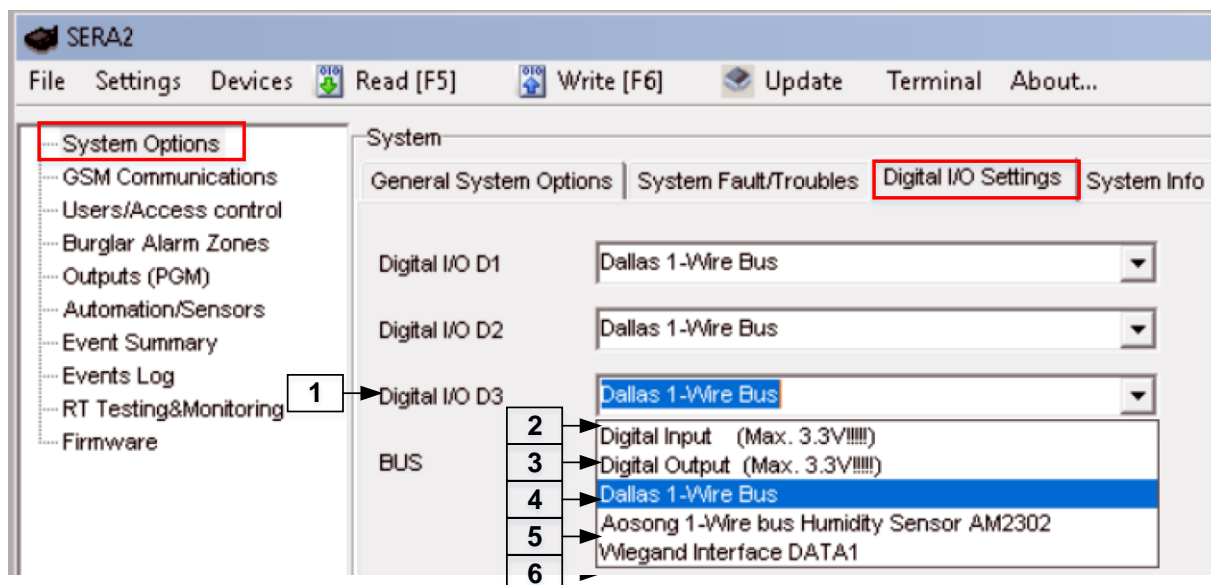 SERA2
File Settings Devices Read [F5] Write [F6] Update Terminal About...
System Options
GSM Communications
Users/Access control
Burglar Alarm Zones
Outputs (PGM)
Automation/Sensors
Event Summary
Events Log
RT Testing&Monitoring
Firmware
System
General System Options System Fault/Troubles Digital I/O Settings System Info
Digital I/O D1 Dallas 1-Wire Bus
Digital I/O D2 Dallas 1-Wire Bus
1 Digital I/O D3 Dallas 1-Wire Bus
BUS
2 Digital Input (Max. 3.3V!!!!!)
3 Digital Output (Max. 3.3V!!!!!)
4 Dallas 1-Wire Bus
Aosong 1-Wire bus Humidity Sensor AM2302
5 Wiegand Interface DATA1
6